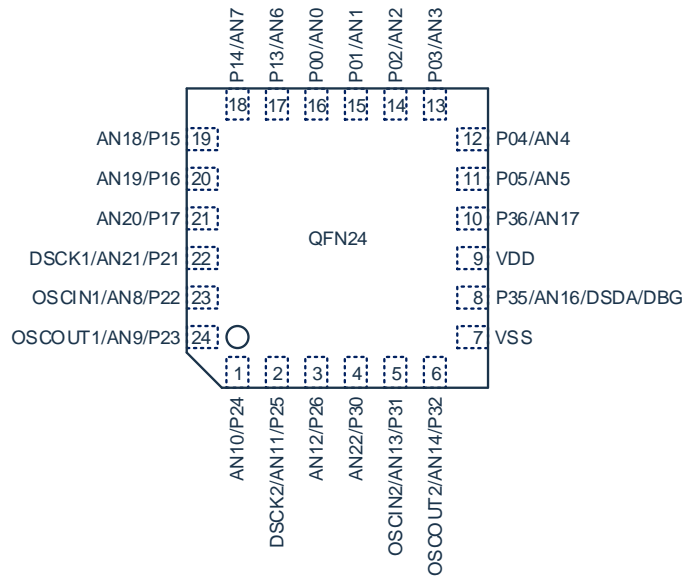 P14/AN7
P13/AN6
P00/AN0
P01/AN1
P02/AN2
P03/AN3
18
17
16
15
14
13
AN18/P15 19
AN19/P16 20
AN20/P17 21
DSCK1/AN21/P21 22
OSCIN1/AN8/P22 23
OSCOUT1/AN9/P23 24
QFN24
12 P04/AN4
11 P05/AN5
10 P36/AN17
9 VDD
8 P35/AN16/DSDA/DBG
7 VSS
1
2
3
4
5
6
AN10/P24
DSCK2/AN11/P25
AN12/P26
AN22/P30
OSCIN2/AN13/P31
OSCOUT2/AN14/P32